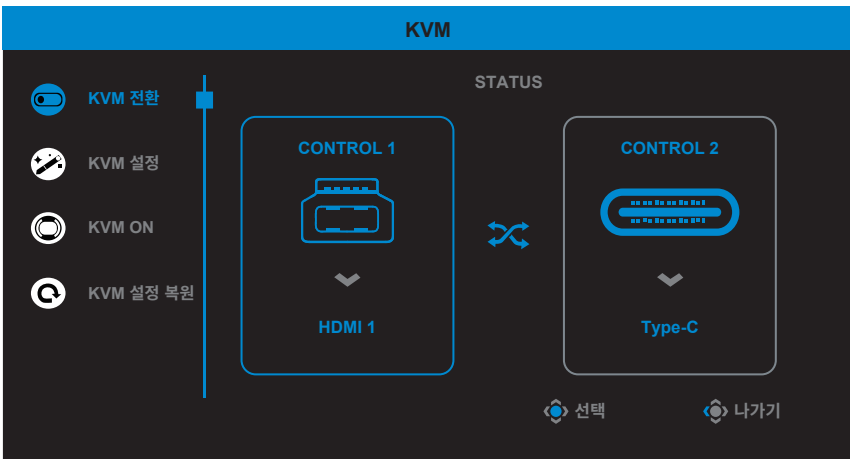 KVM
KVM 전환
KVM 설정
KVM ON
KVM 설정 복원
STATUS
CONTROL 1
HDMI 1
CONTROL 2
Type-C
선택
나가기